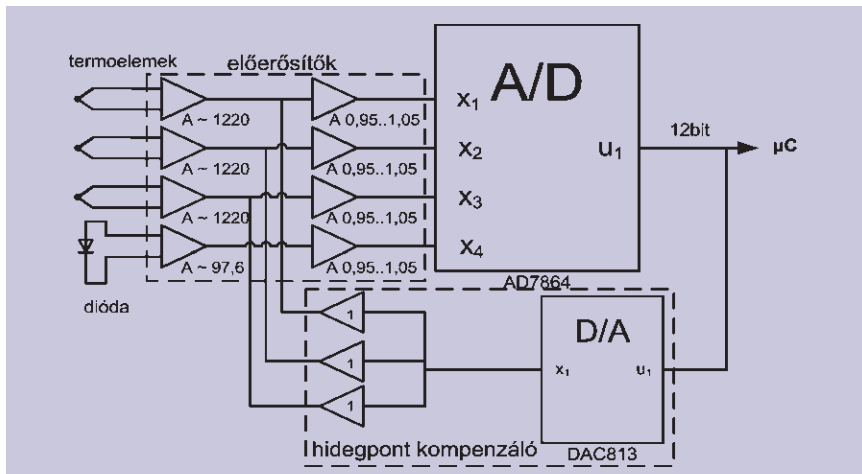 termoelemek
előerősítők
A/D
A ~ 1220
A 0,95..1,05
x₁
A ~ 1220
A 0,95..1,05
x₂
u₁
12bit
µC
A ~ 1220
A 0,95..1,05
x₃
A ~ 97,6
A 0,95..1,05
x₄
AD7864
dióda
1
1
1
D/A
x₁
u₁
hidegpont kompenzáló
DAC813